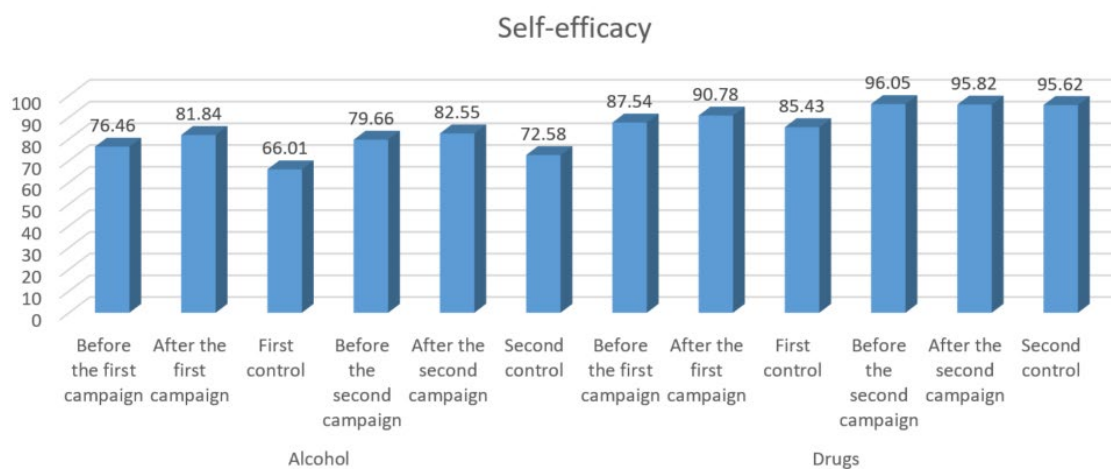 Self-efficacy
100
90
80
70
60
50
40
30
20
10
0
76.46
81.84
66.01
79.66
82.55
72.58
87.54
90.78
85.43
96.05
95.82
95.62
Before
the first
campaign
After the
first
campaign
First
control
Before
the
second
campaign
After the
second
campaign
Second
control
Before
the first
campaign
After the
first
campaign
First
control
Before
the
second
campaign
After the
second
campaign
Second
control
Alcohol
Drugs